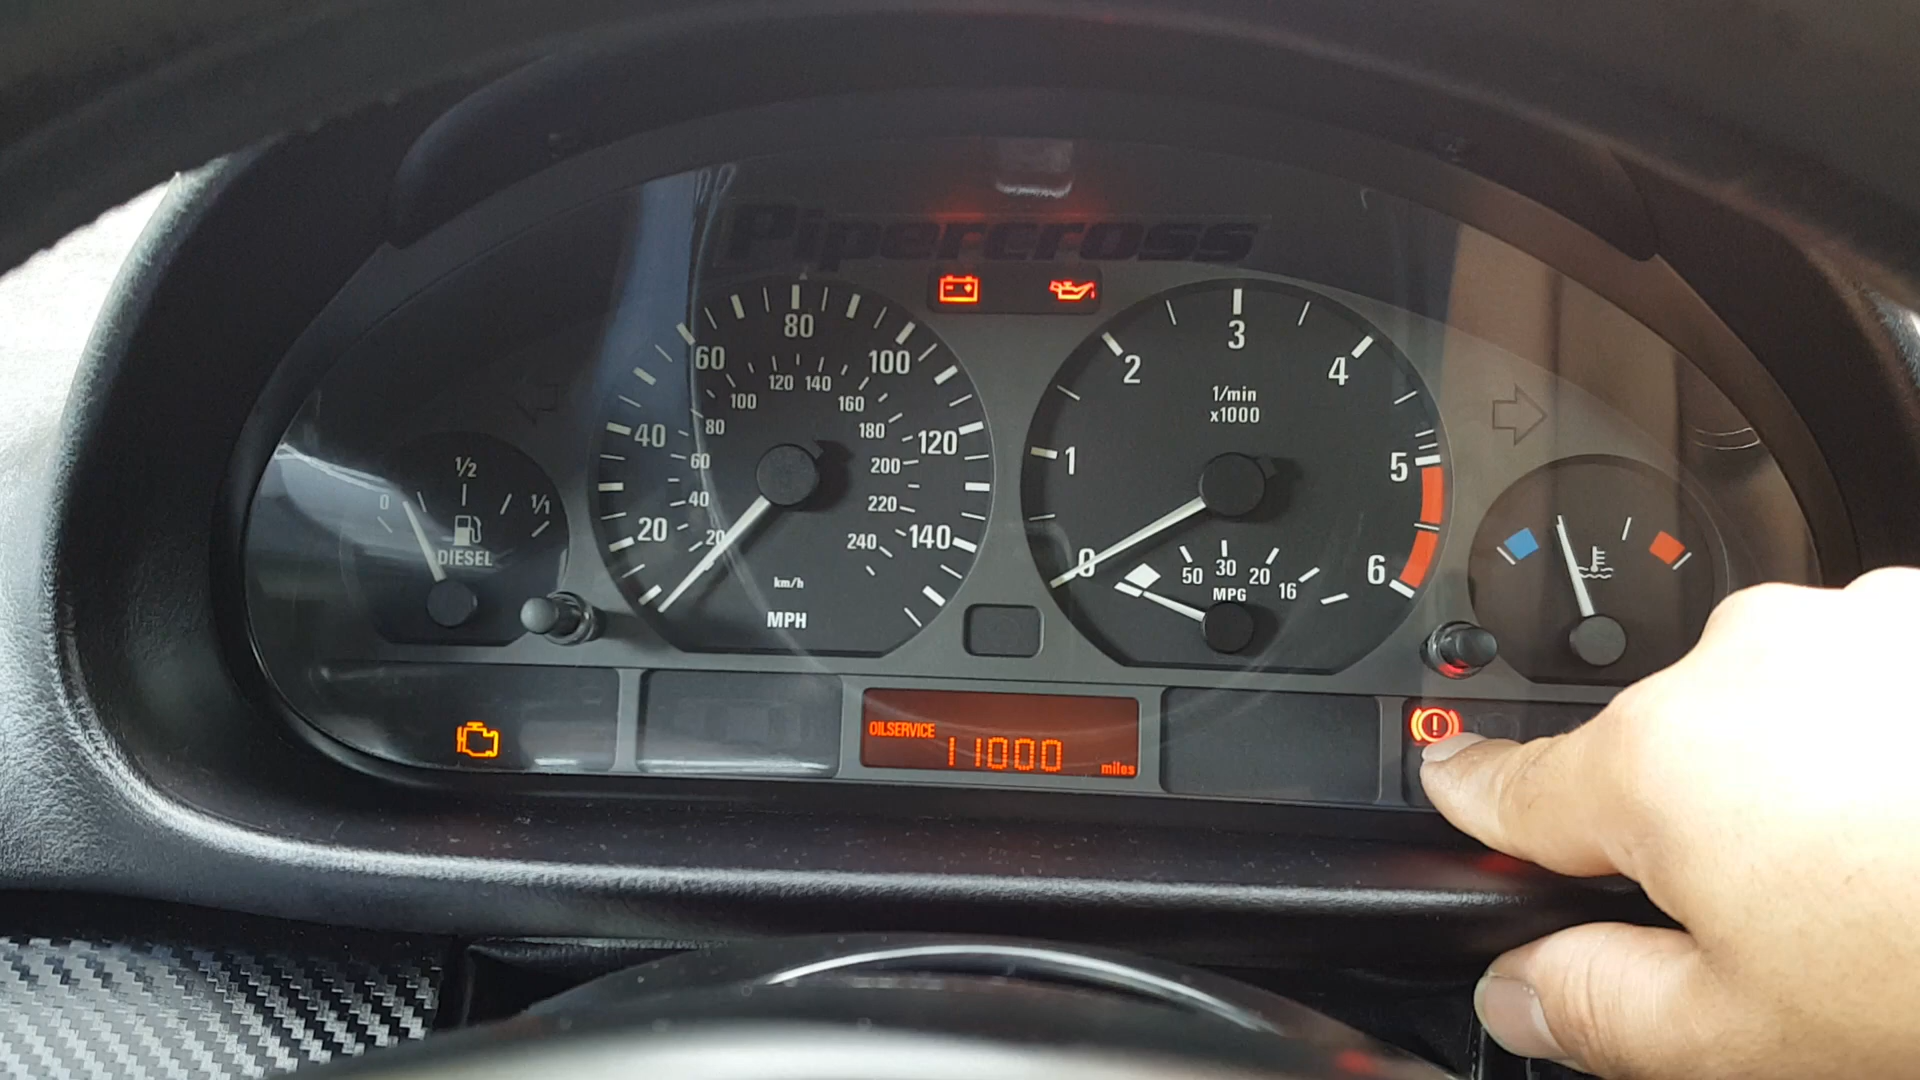 Pipercross
0 1/2 1/1
DIESEL
20 40 60 80 100 120 140
20 40 60 80 100 120 140 160 180 200 220 240
km/h
MPH
0 1 2 3 4 5 6
1/min
x1000
50 30 20 16
MPG
OILSERVICE
11000
miles